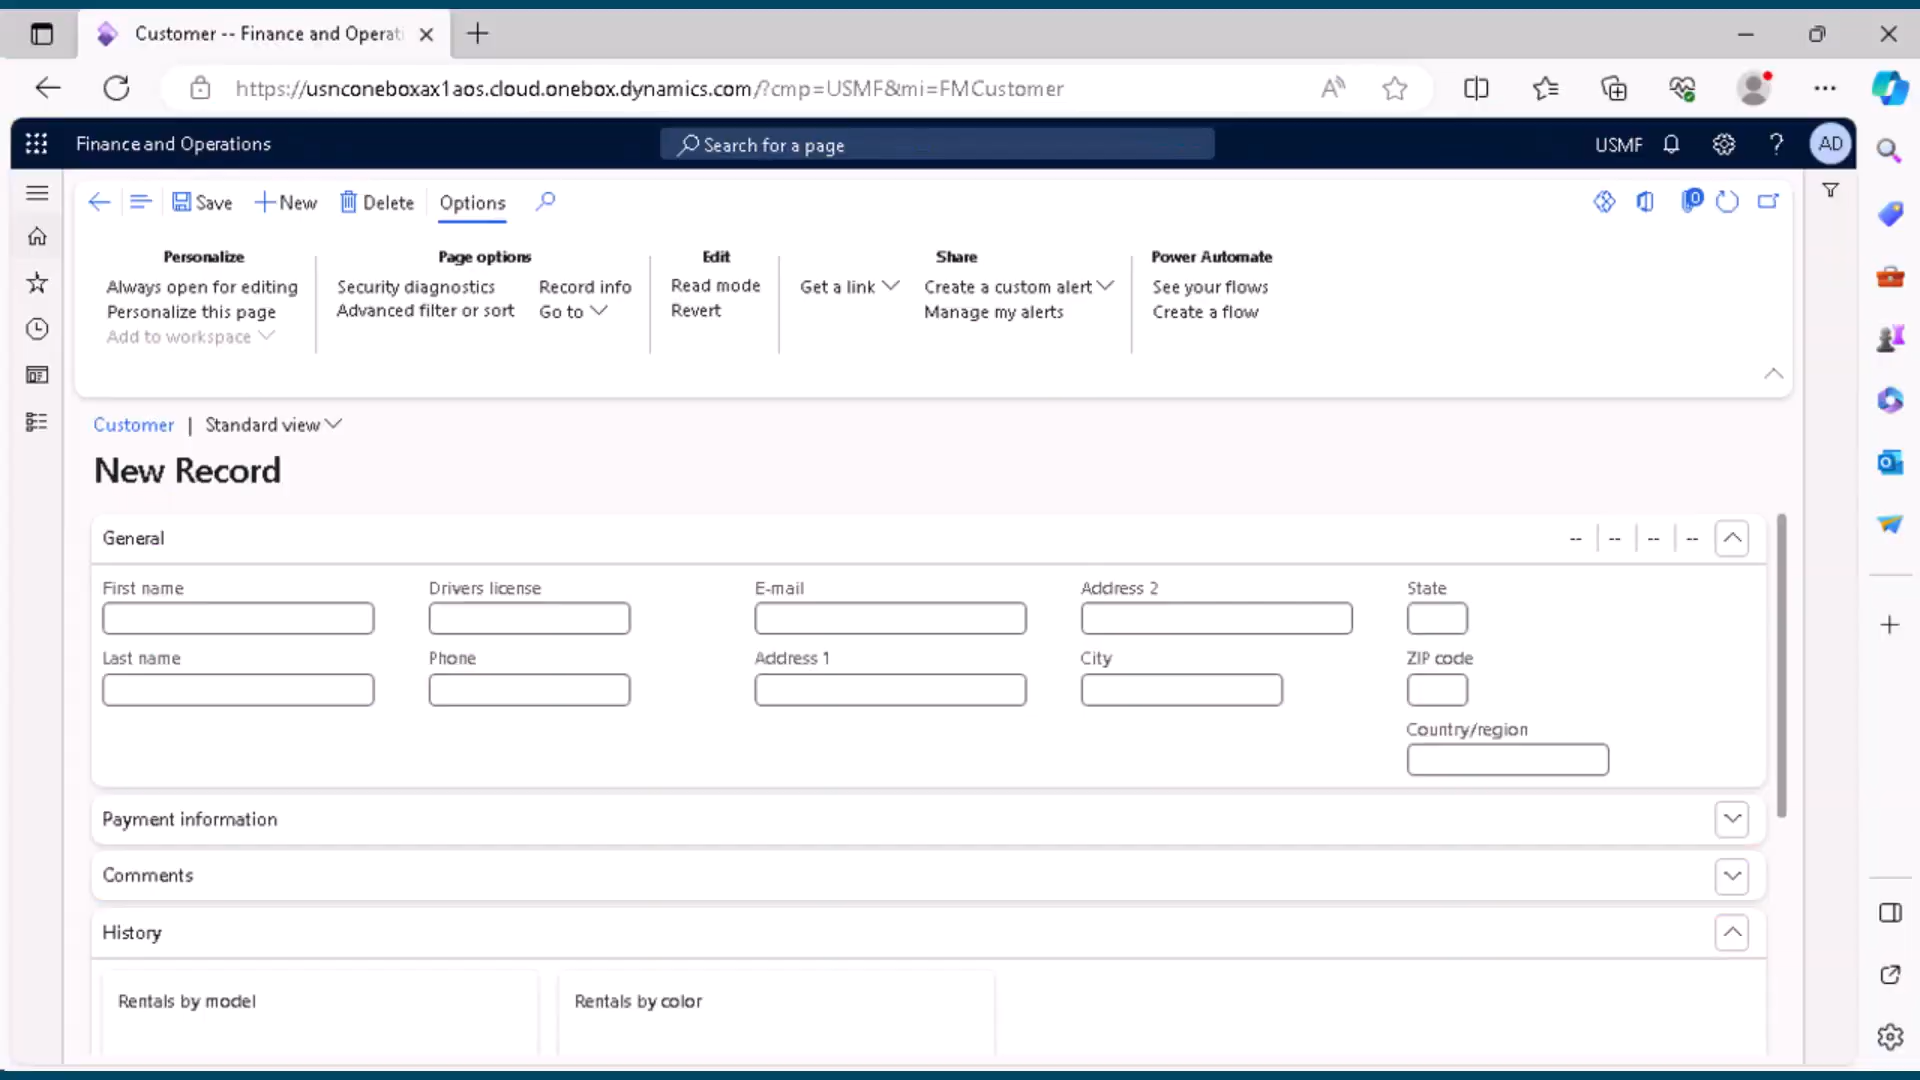 Customer -- Finance and Operati
https://usnconeboxax1aos.cloud.onebox.dynamics.com/?cmp=USMF&mi=FMCustomer
Finance and Operations
Search for a page
USMF
?
AD
Save
New
Delete
Options
0
Personalize
Always open for editing
Personalize this page
Add to workspace
Page options
Security diagnostics
Advanced filter or sort
Record info
Go to
Edit
Read mode
Revert
Share
Get a link
Create a custom alert
Manage my alerts
Power Automate
See your flows
Create a flow
Customer | Standard view
New Record
General
-- | -- | -- | --
First name
Drivers license
E-mail
Address 2
State
Last name
Phone
Address 1
City
ZIP code
Country/region
Payment information
Comments
History
Rentals by model
Rentals by color